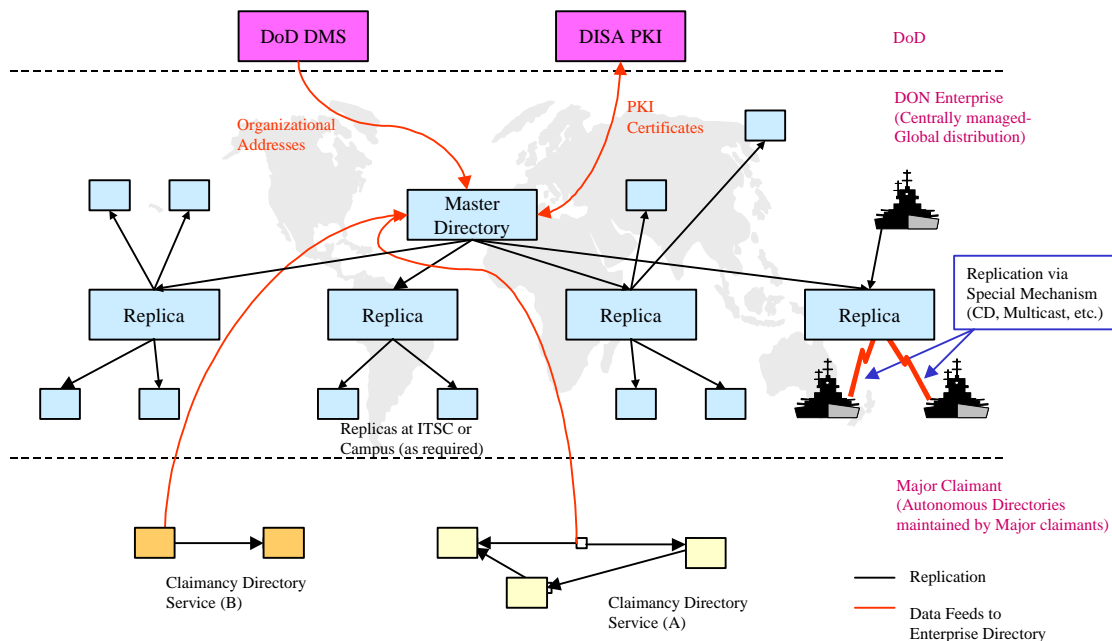 DoD DMS
DISA PKI
DoD
DON Enterprise
(Centrally managed-
Global distribution)
Organizational
Addresses
PKI
Certificates
Master
Directory
Replication via
Special Mechanism
(CD, Multicast, etc.)
Replica
Replica
Replica
Replica
Replicas at ITSC or
Campus (as required)
Major Claimant
(Autonomous Directories
maintained by Major claimants)
Claimancy Directory
Service (B)
Claimancy Directory
Service (A)
Replication
Data Feeds to
Enterprise Directory